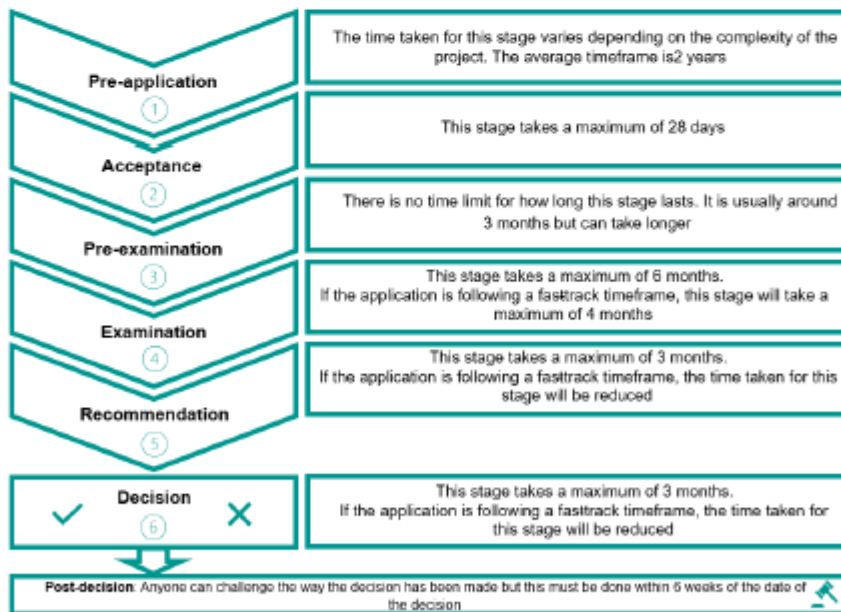 The time taken for this stage varies depending on the complexity of the
project. The average timeframe is2 years
Pre-application
1
This stage takes a maximum of 28 days
Acceptance
2
There is no time limit for how long this stage lasts. It is usually around
3 months but can take longer
Pre-examination
3
This stage takes a maximum of 6 months.
If the application is following a fasttrack timeframe, this stage will take a
maximum of 4 months
Examination
4
This stage takes a maximum of 3 months.
If the application is following a fasttrack timeframe, the time taken for this
stage will be reduced
Recommendation
5
Decision
6
This stage takes a maximum of 3 months.
If the application is following a fasttrack timeframe, the time taken for
this stage will be reduced
Post-decision: Anyone can challenge the way the decision has been made but this must be done within 6 weeks of the date of
the decision